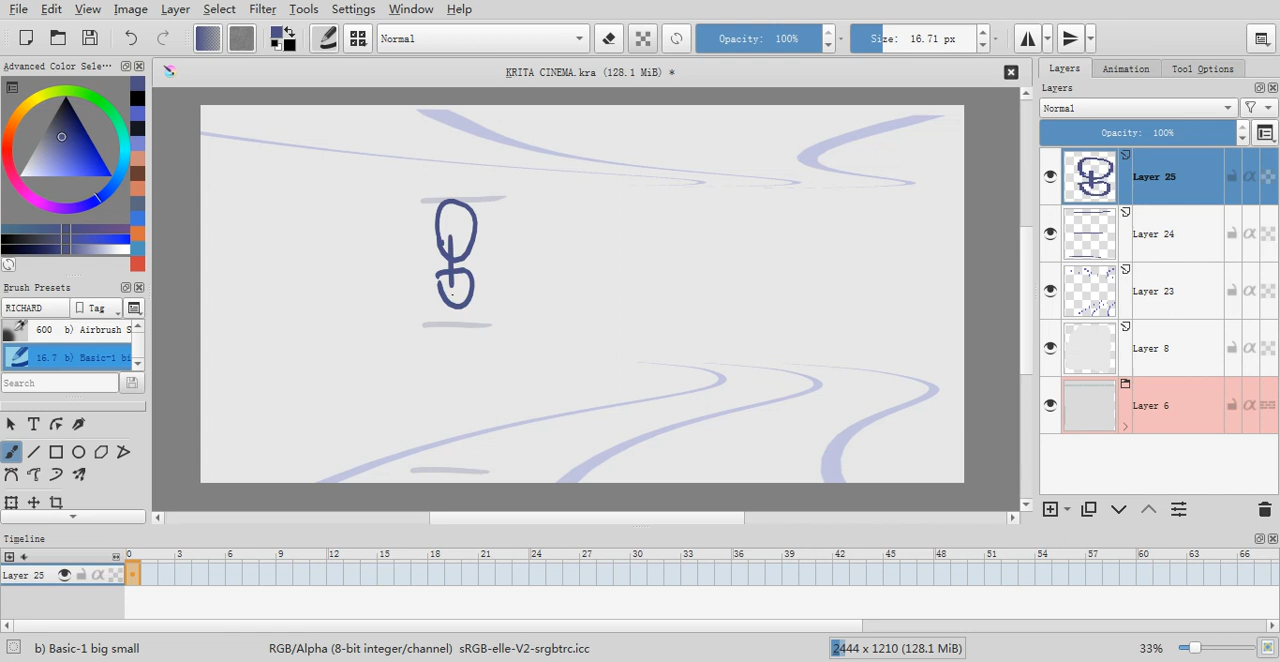 File Edit View Image Layer Select Filter Tools Settings Window Help
Normal Opacity: 100% Size: 16.71 px
Advanced Color Sele···
KRITA CINEMA.kra (128.1 MiB) *
Layers Animation Tool Options
Layers
Normal
Opacity: 100%
Layer 25
Layer 24
Layer 23
Layer 8
Layer 6
Brush Presets
RICHARD Tag
600 b) Airbrush S
16.7 b) Basic-1 bi
Search
Timeline
0 3 6 9 12 15 18 21 24 27 30 33 36 39 42 45 48 51 54 57 60 63 66
Layer 25
b) Basic-1 big small RGB/Alpha (8-bit integer/channel) sRGB-elle-V2-srgbtrc.icc 2444 x 1210 (128.1 MiB) 33%